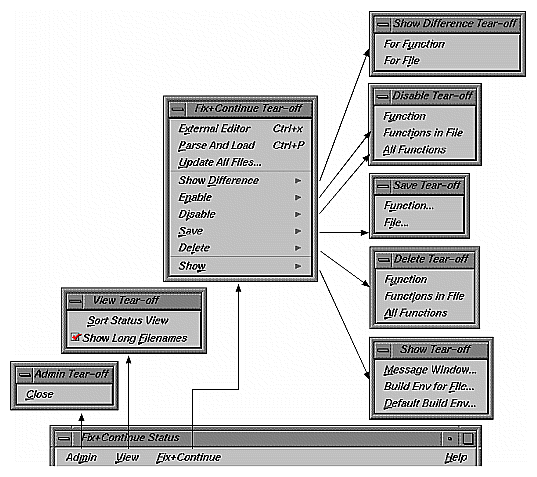 Show Difference Tear-off
For Function
For File
Fix+Continue Tear-off
External Editor Ctrl+x
Parse And Load Ctrl+P
Update All Files...
Show Difference
Enable
Disable
Save
Delete
Show
Disable Tear-off
Function
Functions in File
All Functions
Save Tear-off
Function...
File...
Delete Tear-off
Function
Functions in File
All Functions
View Tear-off
Sort Status View
Show Long Filenames
Show Tear-off
Message Window...
Build Env for File...
Default Build Env...
Admin Tear-off
Close
Fix+Continue Status
Admin View Fix+Continue Help